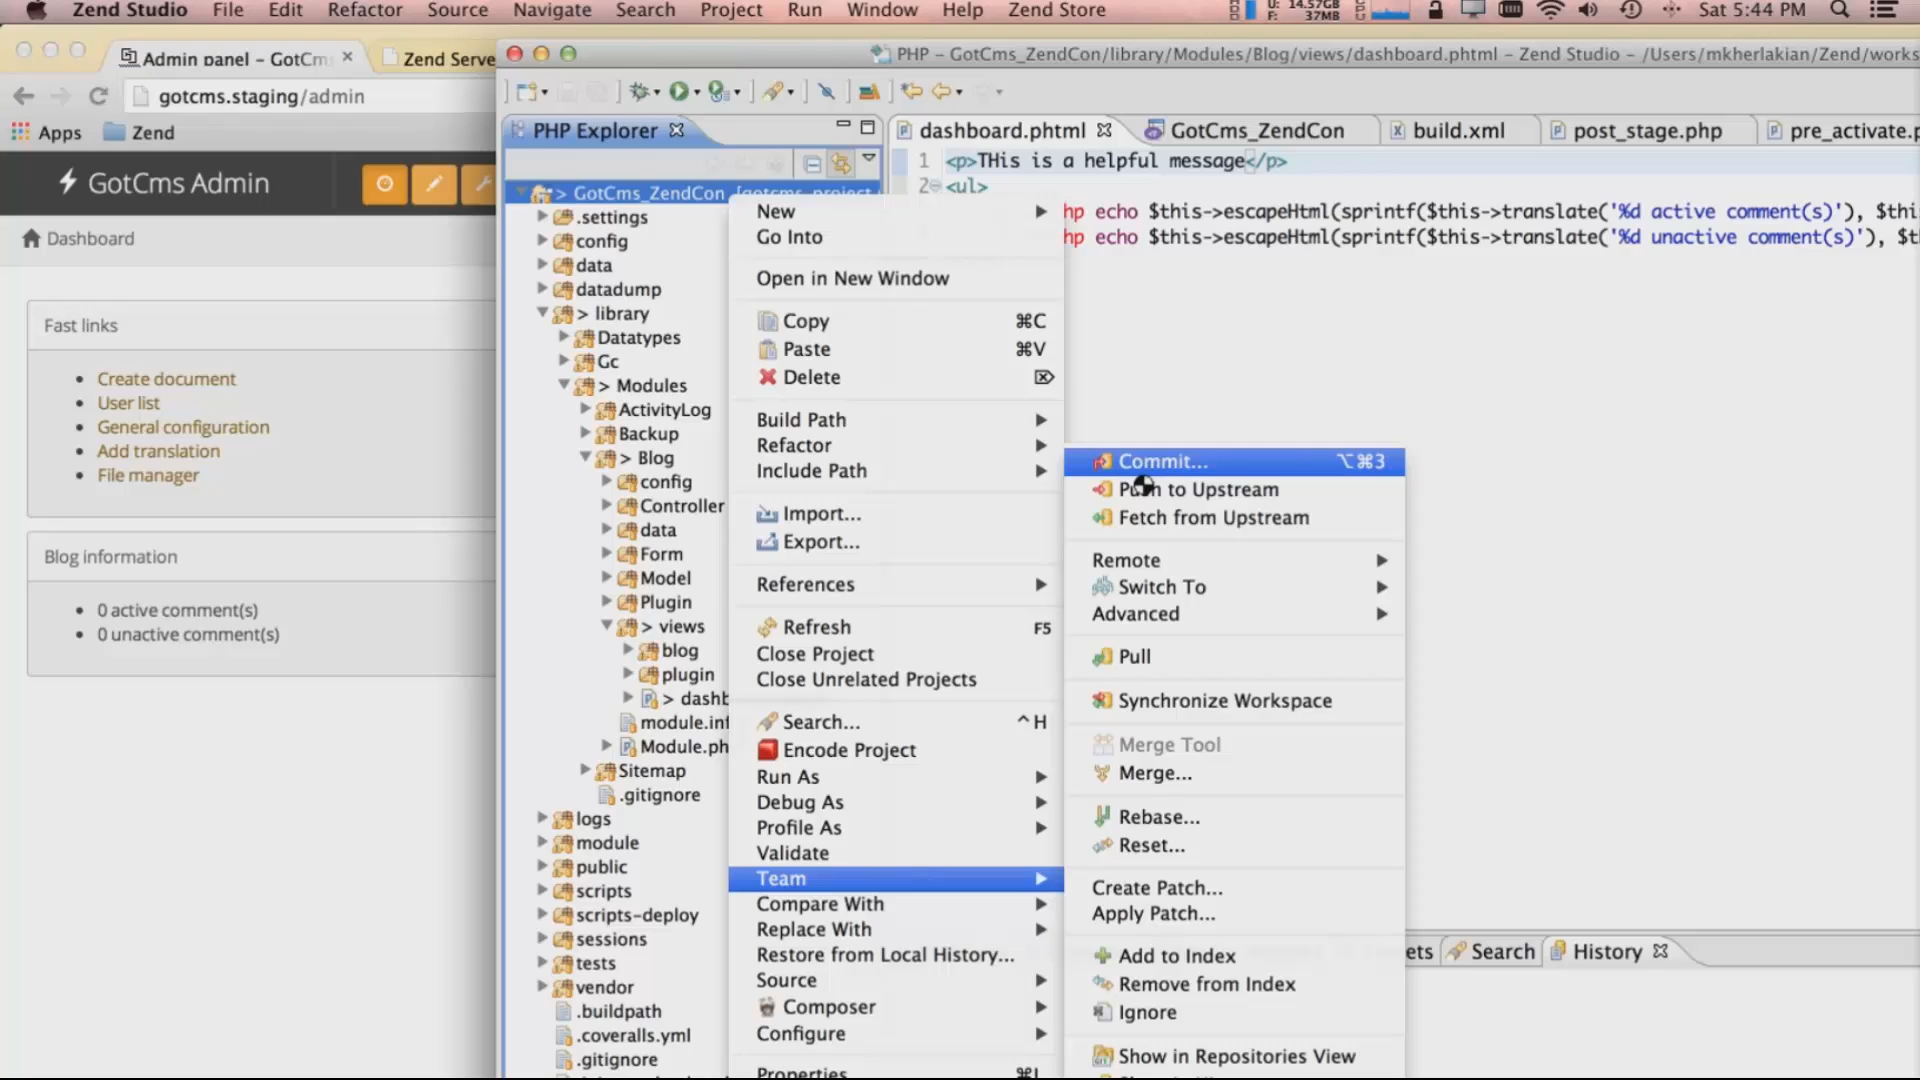 Zend Studio File Edit Refactor Source Navigate Search Project Run Window Help Zend Store U: 14.57GB F: 37MB Sat 5:44 PM
Admin panel – GotCm
Zend Serve
PHP – GotCms_ZendCon/library/Modules/Blog/views/dashboard.phtml – Zend Studio – /Users/mkherlakian/Zend/works
gotcms.staging/admin
Apps Zend
PHP Explorer
dashboard.phtml GotCms_ZendCon build.xml post_stage.php pre_activate.p
1 <p>THis is a helpful message</p>
2 <ul>
hp echo $this->escapeHtml(sprintf($this->translate('%d active comment(s)'), $thi
hp echo $this->escapeHtml(sprintf($this->translate('%d unactive comment(s)'), $t
GotCms Admin
Dashboard
Fast links
Create document
User list
General configuration
Add translation
File manager
Blog information
0 active comment(s)
0 unactive comment(s)
> GotCms_ZendCon [gotcms_project
.settings
config
data
datadump
> library
Datatypes
Gc
> Modules
ActivityLog
Backup
> Blog
config
Controller
data
Form
Model
Plugin
> views
blog
plugin
> dashb
module.inf
Module.ph
Sitemap
.gitignore
logs
module
public
scripts
scripts-deploy
sessions
tests
vendor
.buildpath
.coveralls.yml
.gitignore
New
Go Into
Open in New Window
Copy ⌘C
Paste ⌘V
Delete ⌦
Build Path
Refactor
Include Path
Import...
Export...
References
Refresh F5
Close Project
Close Unrelated Projects
Search... ^H
Encode Project
Run As
Debug As
Profile As
Validate
Team
Compare With
Replace With
Restore from Local History...
Source
Composer
Configure
Properties ⌘I
Commit... ⌥⌘3
Push to Upstream
Fetch from Upstream
Remote
Switch To
Advanced
Pull
Synchronize Workspace
Merge Tool
Merge...
Rebase...
Reset...
Create Patch...
Apply Patch...
Add to Index
Remove from Index
Ignore
Show in Repositories View
ets Search History